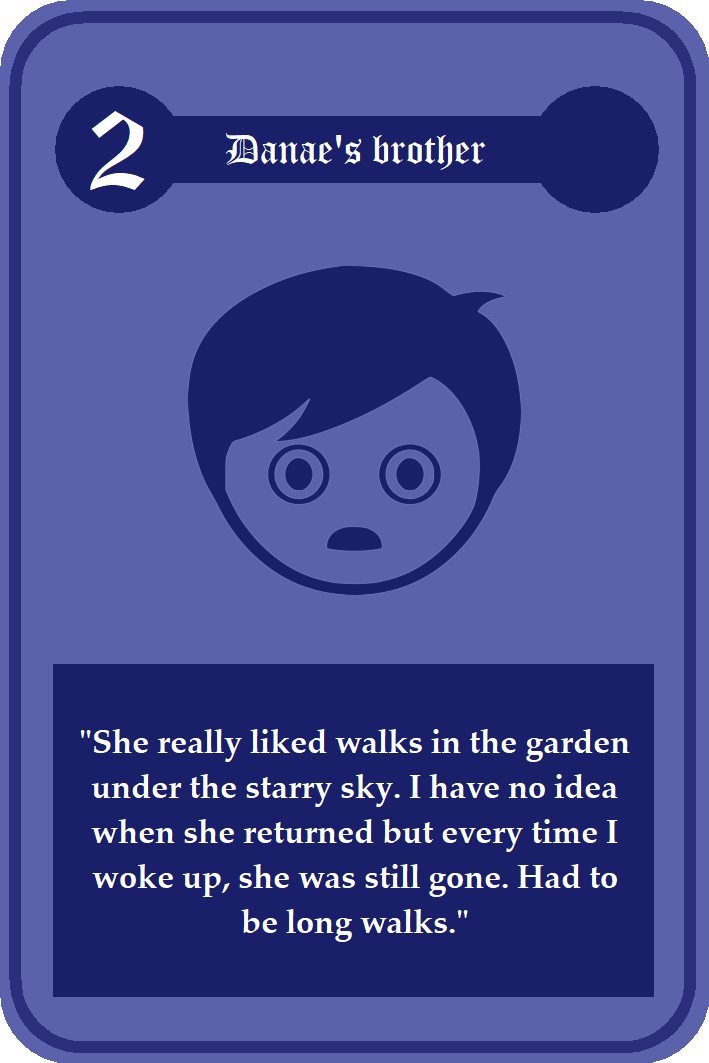 2
Danae's brother
"She really liked walks in the garden
under the starry sky. I have no idea
when she returned but every time I
woke up, she was still gone. Had to
be long walks."